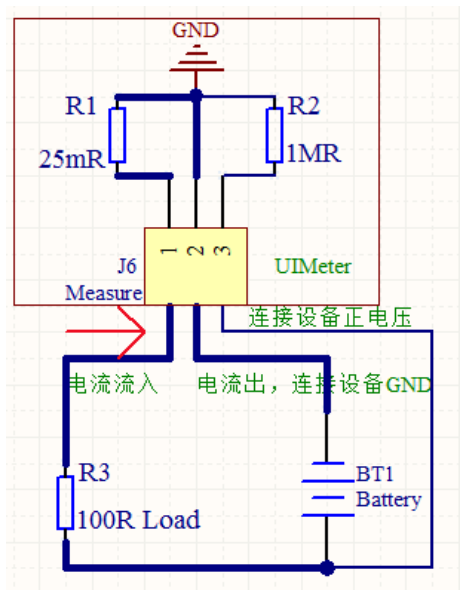 GND
R1
R2
25mR
1MR
1 2 3
J6
UIMeter
Measure
连接设备正电压
电流流入
电流出，连接设备GND
R3
BT1
Battery
100R Load